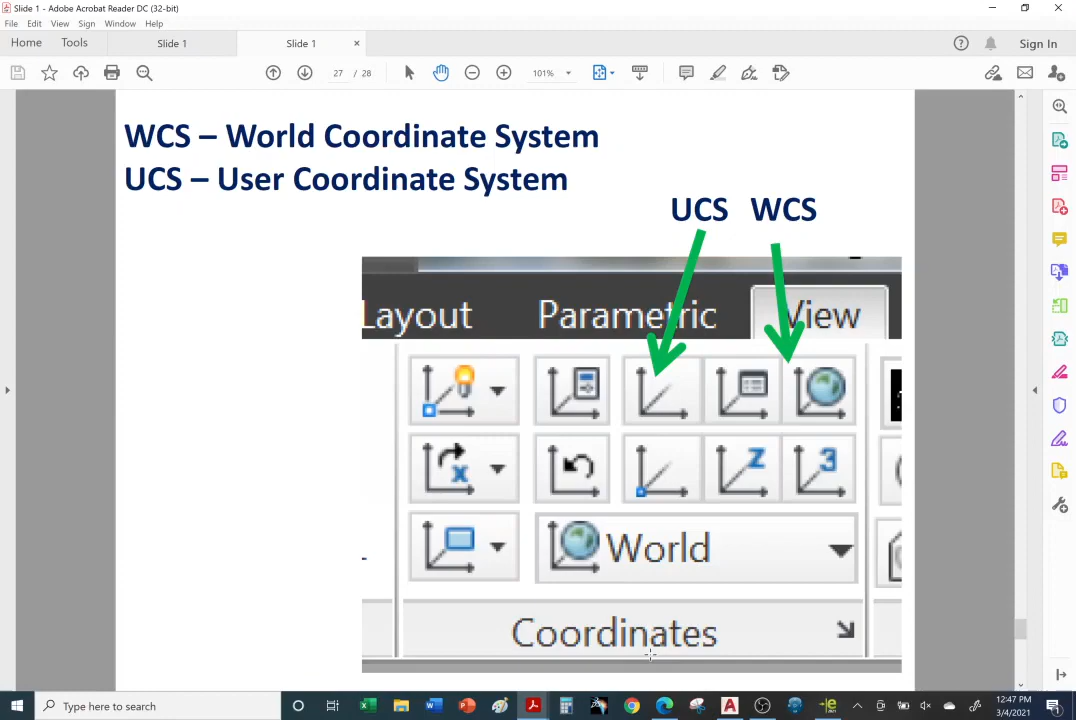 Slide 1 - Adobe Acrobat Reader DC (32-bit)
File Edit View Sign Window Help
Home Tools Slide 1 Slide 1 × Sign In
27 / 28 101%
WCS – World Coordinate System
UCS – User Coordinate System
UCS WCS
Layout Parametric View
x Z 3
World
Coordinates
Type here to search
12:47 PM
3/4/2021